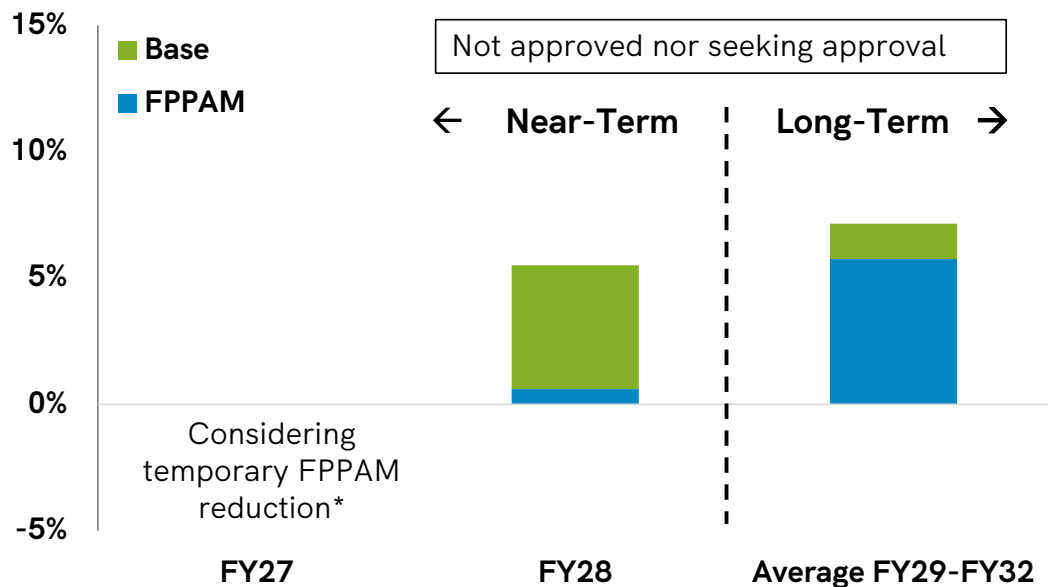 15%
Base
FPPAM
Not approved nor seeking approval
← Near-Term
Long-Term →
10%
5%
0%
Considering
temporary FPPAM
reduction*
-5%
FY27
FY28
Average FY29-FY32